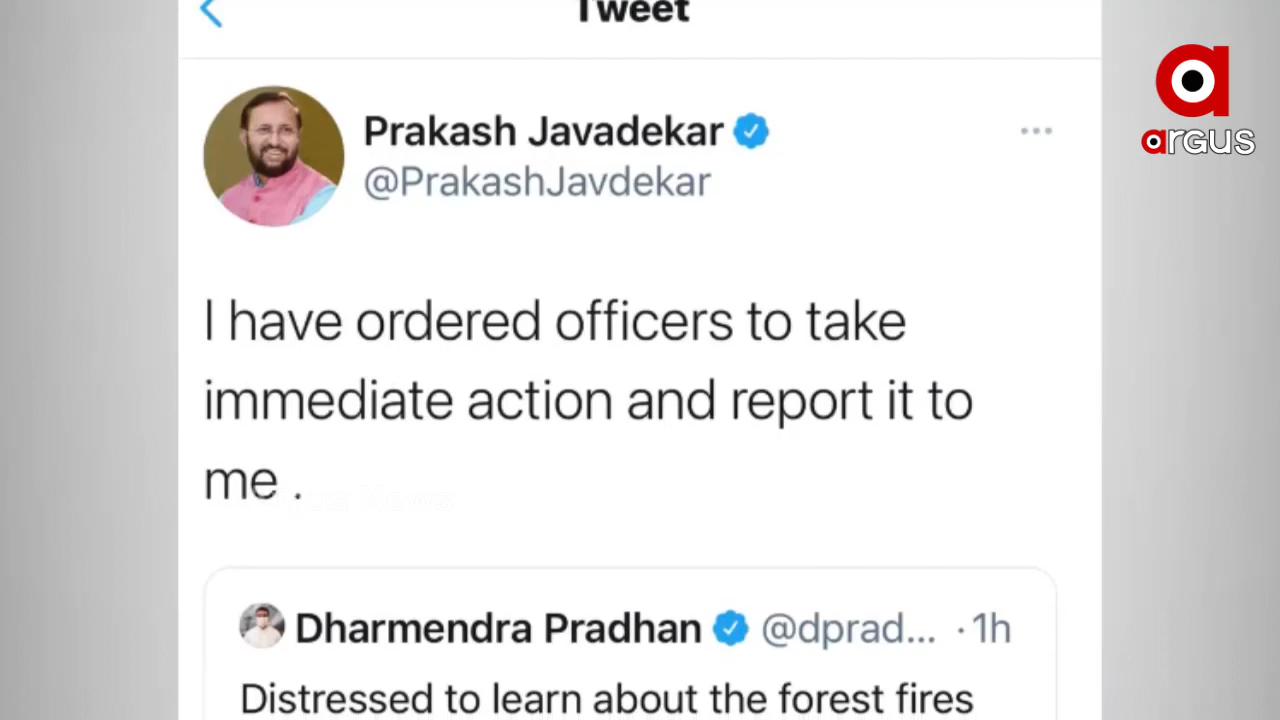 Tweet
argus
Prakash Javadekar
@PrakashJavdekar
I have ordered officers to take
immediate action and report it to
me .
Dharmendra Pradhan @dprad... · 1h
Distressed to learn about the forest fires